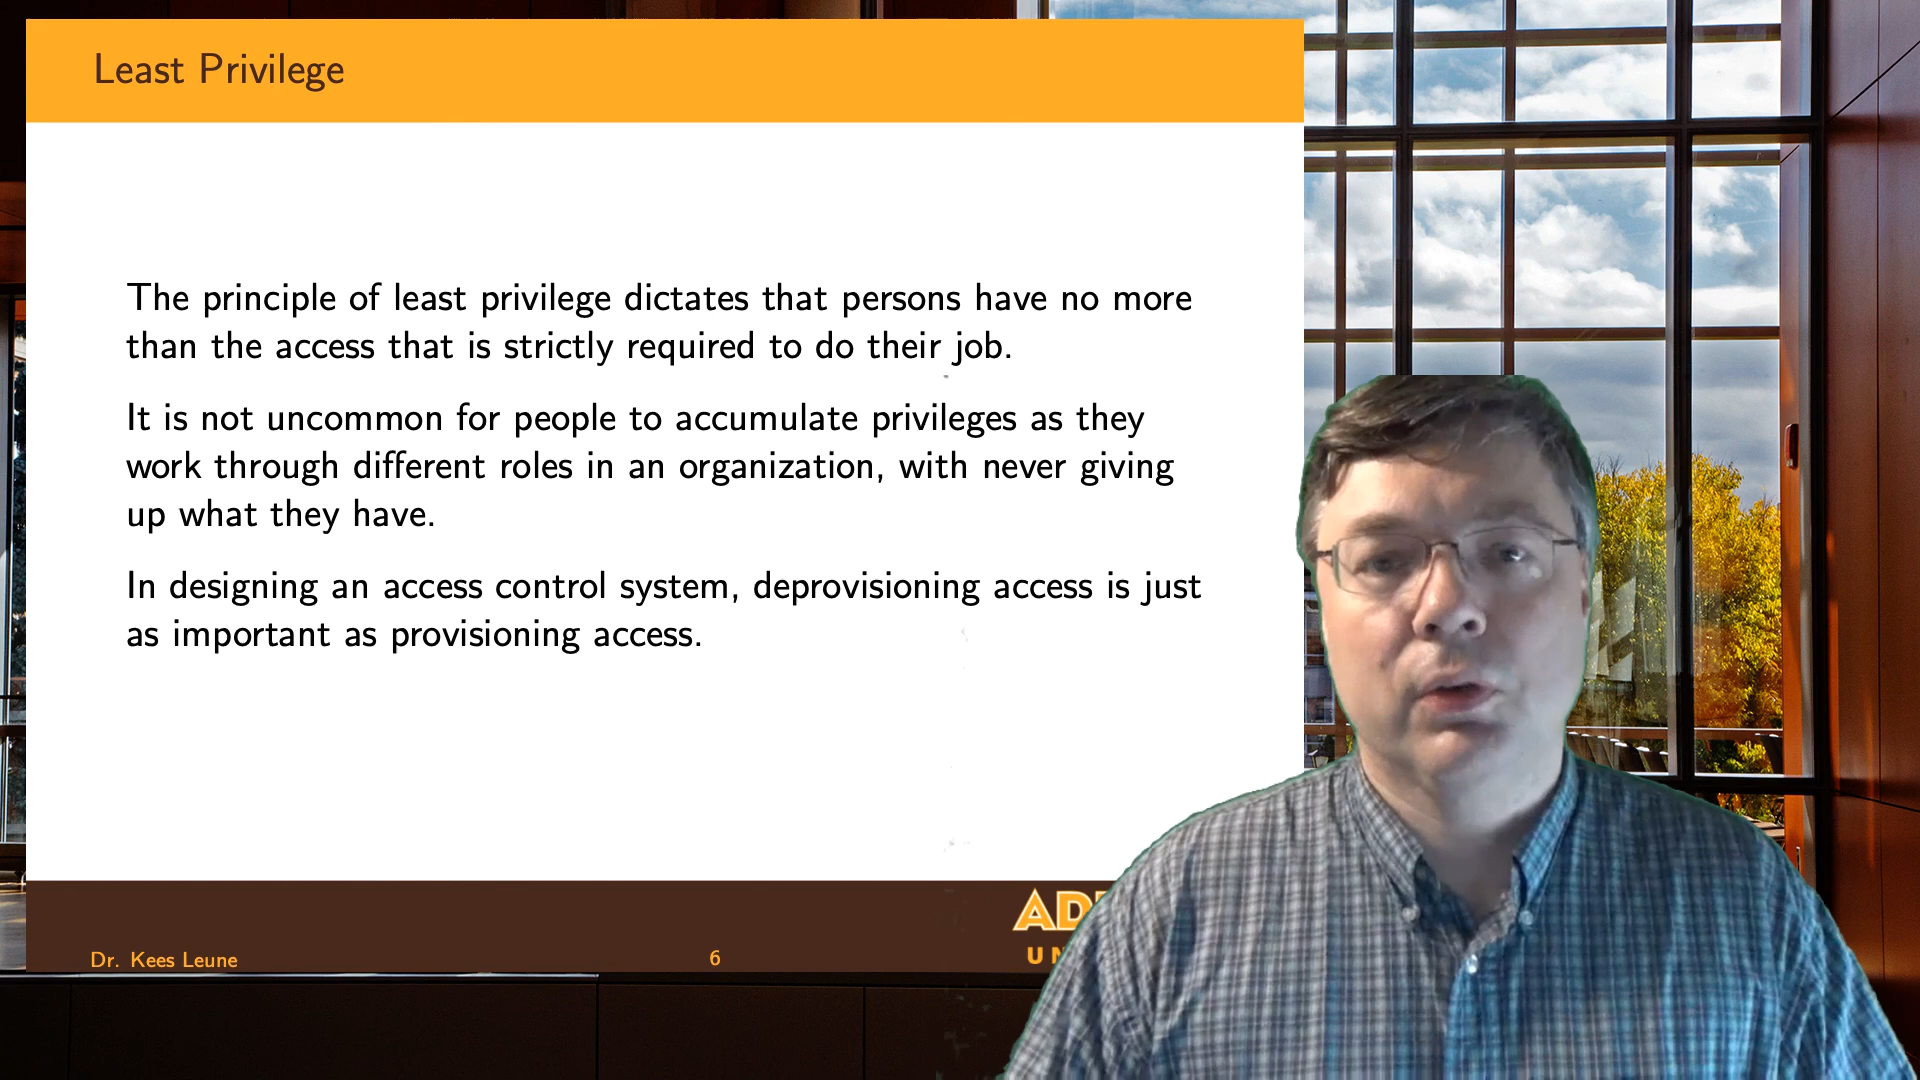 Least Privilege
The principle of least privilege dictates that persons have no more
than the access that is strictly required to do their job.
It is not uncommon for people to accumulate privileges as they
work through different roles in an organization, with never giving
up what they have.
In designing an access control system, deprovisioning access is just
as important as provisioning access.
Dr. Kees Leune
6